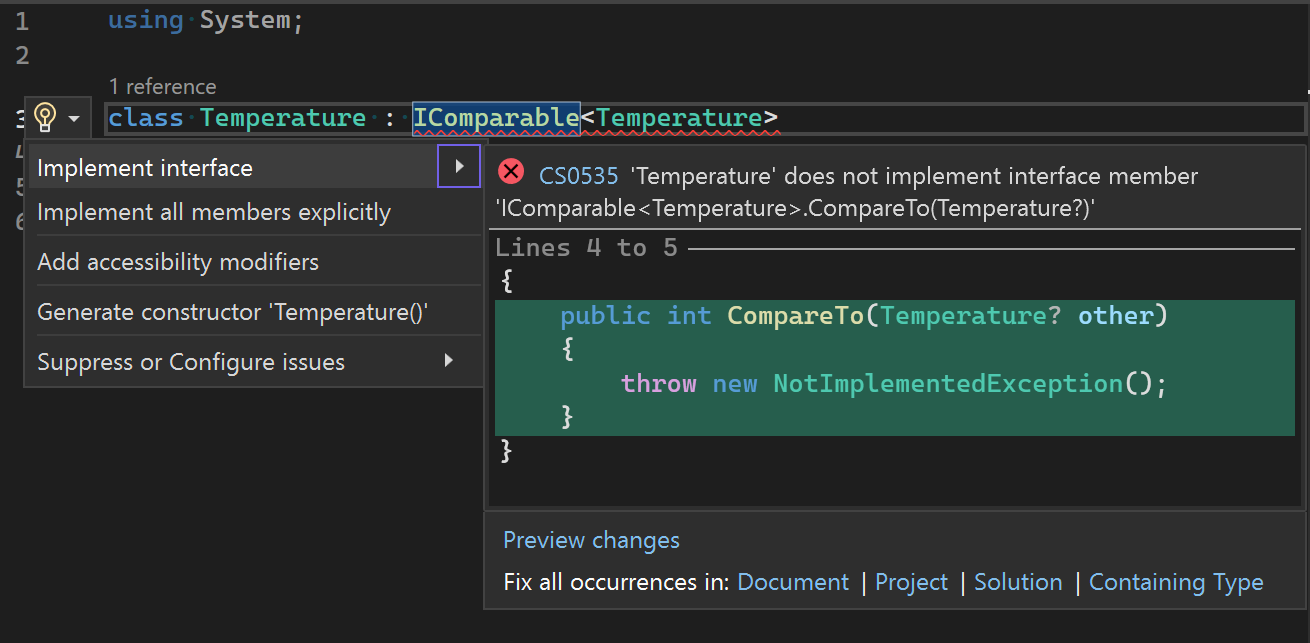 1 using System;
2
1 reference
3 class Temperature : IComparable<Temperature>
4
5
6
Implement interface
Implement all members explicitly
Add accessibility modifiers
Generate constructor 'Temperature()'
Suppress or Configure issues
CS0535 'Temperature' does not implement interface member
'IComparable<Temperature>.CompareTo(Temperature?)'
Lines 4 to 5
{
public int CompareTo(Temperature? other)
{
throw new NotImplementedException();
}
}
Preview changes
Fix all occurrences in: Document | Project | Solution | Containing Type